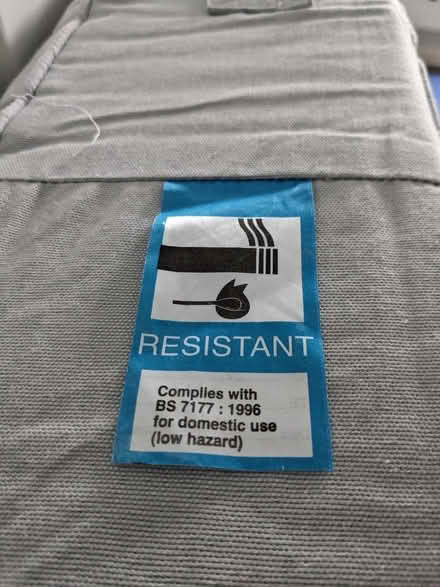 RESISTANT
Complies with
BS 7177 : 1996
for domestic use
(low hazard)